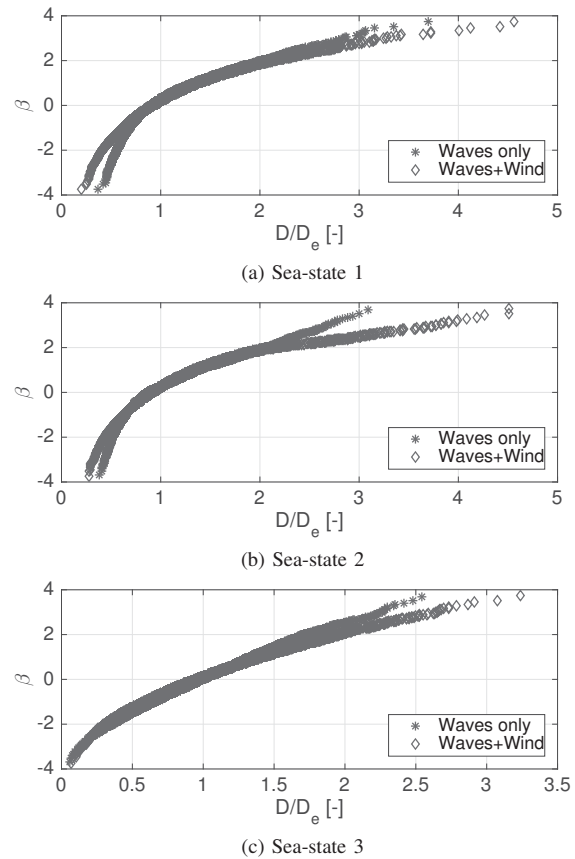 4
2
0
-2
-4
β
Waves only
Waves+Wind
0 1 2 3 4 5
D/D_e [-]
(a) Sea-state 1
4
2
0
-2
-4
β
Waves only
Waves+Wind
0 1 2 3 4 5
D/D_e [-]
(b) Sea-state 2
4
2
0
-2
-4
β
Waves only
Waves+Wind
0 0.5 1 1.5 2 2.5 3 3.5
D/D_e [-]
(c) Sea-state 3